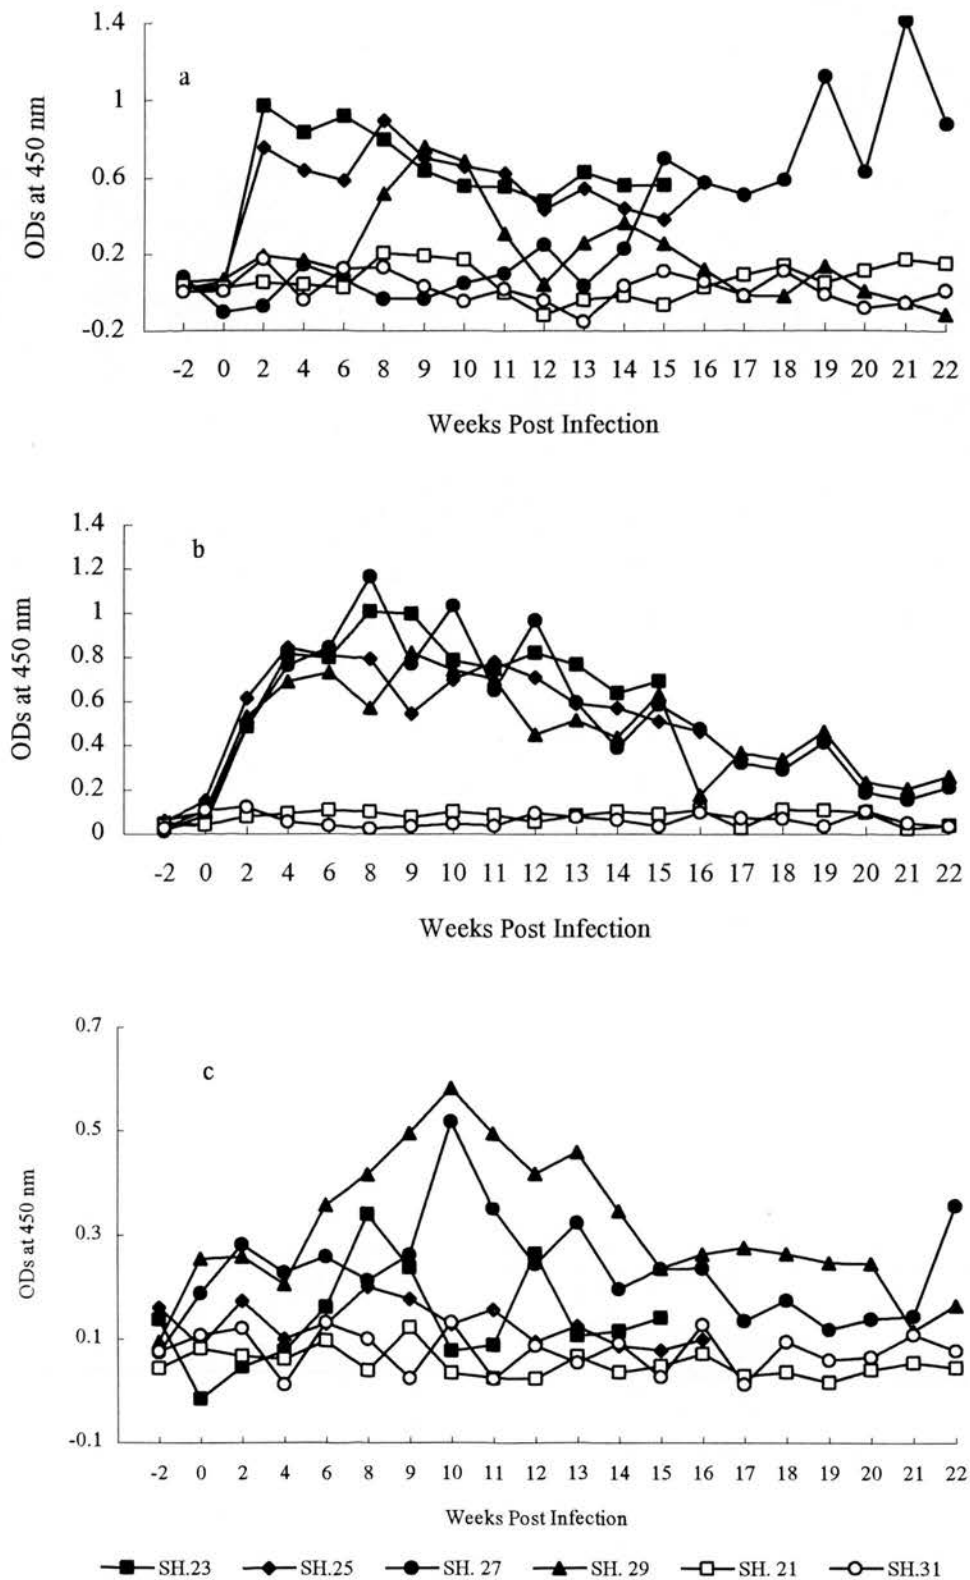 1.4
a
1
0.6
0.2
-0.2
ODs at 450 nm
-2 0 2 4 6 8 9 10 11 12 13 14 15 16 17 18 19 20 21 22
Weeks Post Infection
1.4
b
1.2
1
0.8
0.6
0.4
0.2
0
ODs at 450 nm
-2 0 2 4 6 8 9 10 11 12 13 14 15 16 17 18 19 20 21 22
Weeks Post Infection
0.7
c
0.5
0.3
0.1
-0.1
ODs at 450 nm
-2 0 2 4 6 8 9 10 11 12 13 14 15 16 17 18 19 20 21 22
Weeks Post Infection
SH.23 SH.25 SH. 27 SH. 29 SH. 21 SH.31